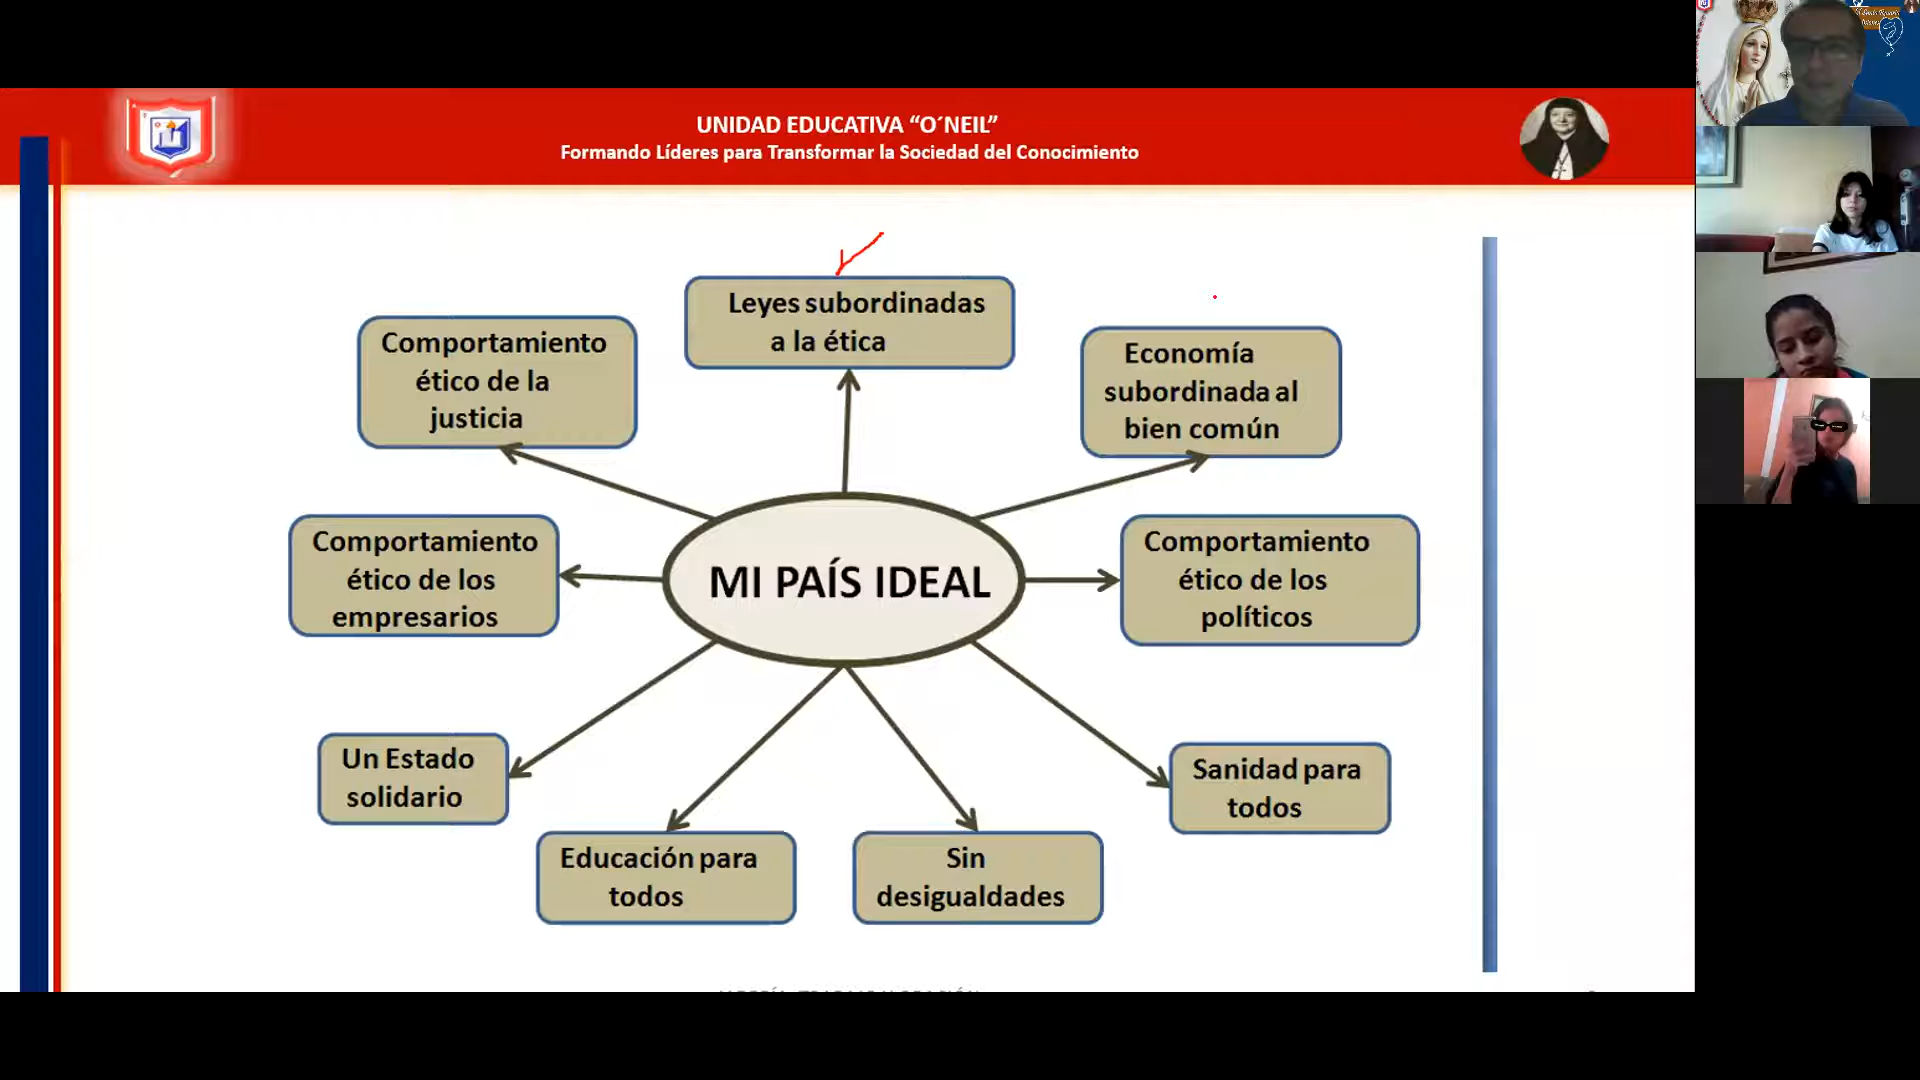 UNIDAD EDUCATIVA “O´NEIL”
Formando Líderes para Transformar la Sociedad del Conocimiento
Leyes subordinadas
a la ética
Comportamiento
ético de la
justicia
Economía
subordinada al
bien común
Comportamiento
ético de los
empresarios
MI PAÍS IDEAL
Comportamiento
ético de los
políticos
Un Estado
solidario
Sanidad para
todos
Educación para
todos
Sin
desigualdades